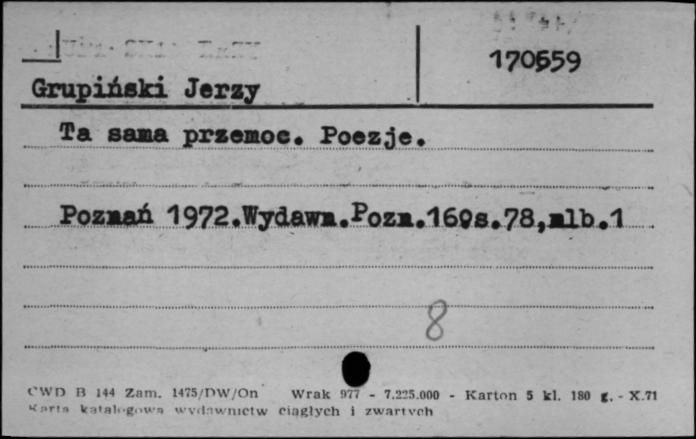 170559
Grupiński Jerzy
Ta sama przemoc. Poezje.
Poznań 1972.Wydawn.Pozn.16os.78,nlb.1
8
CWD B 144 Zam. 1475/DW/On Wrak 977 - 7.225.000 - Karton 5 kl. 180 g. - X.71
Karta katalogowa wydawnictw ciągłych i zwartych